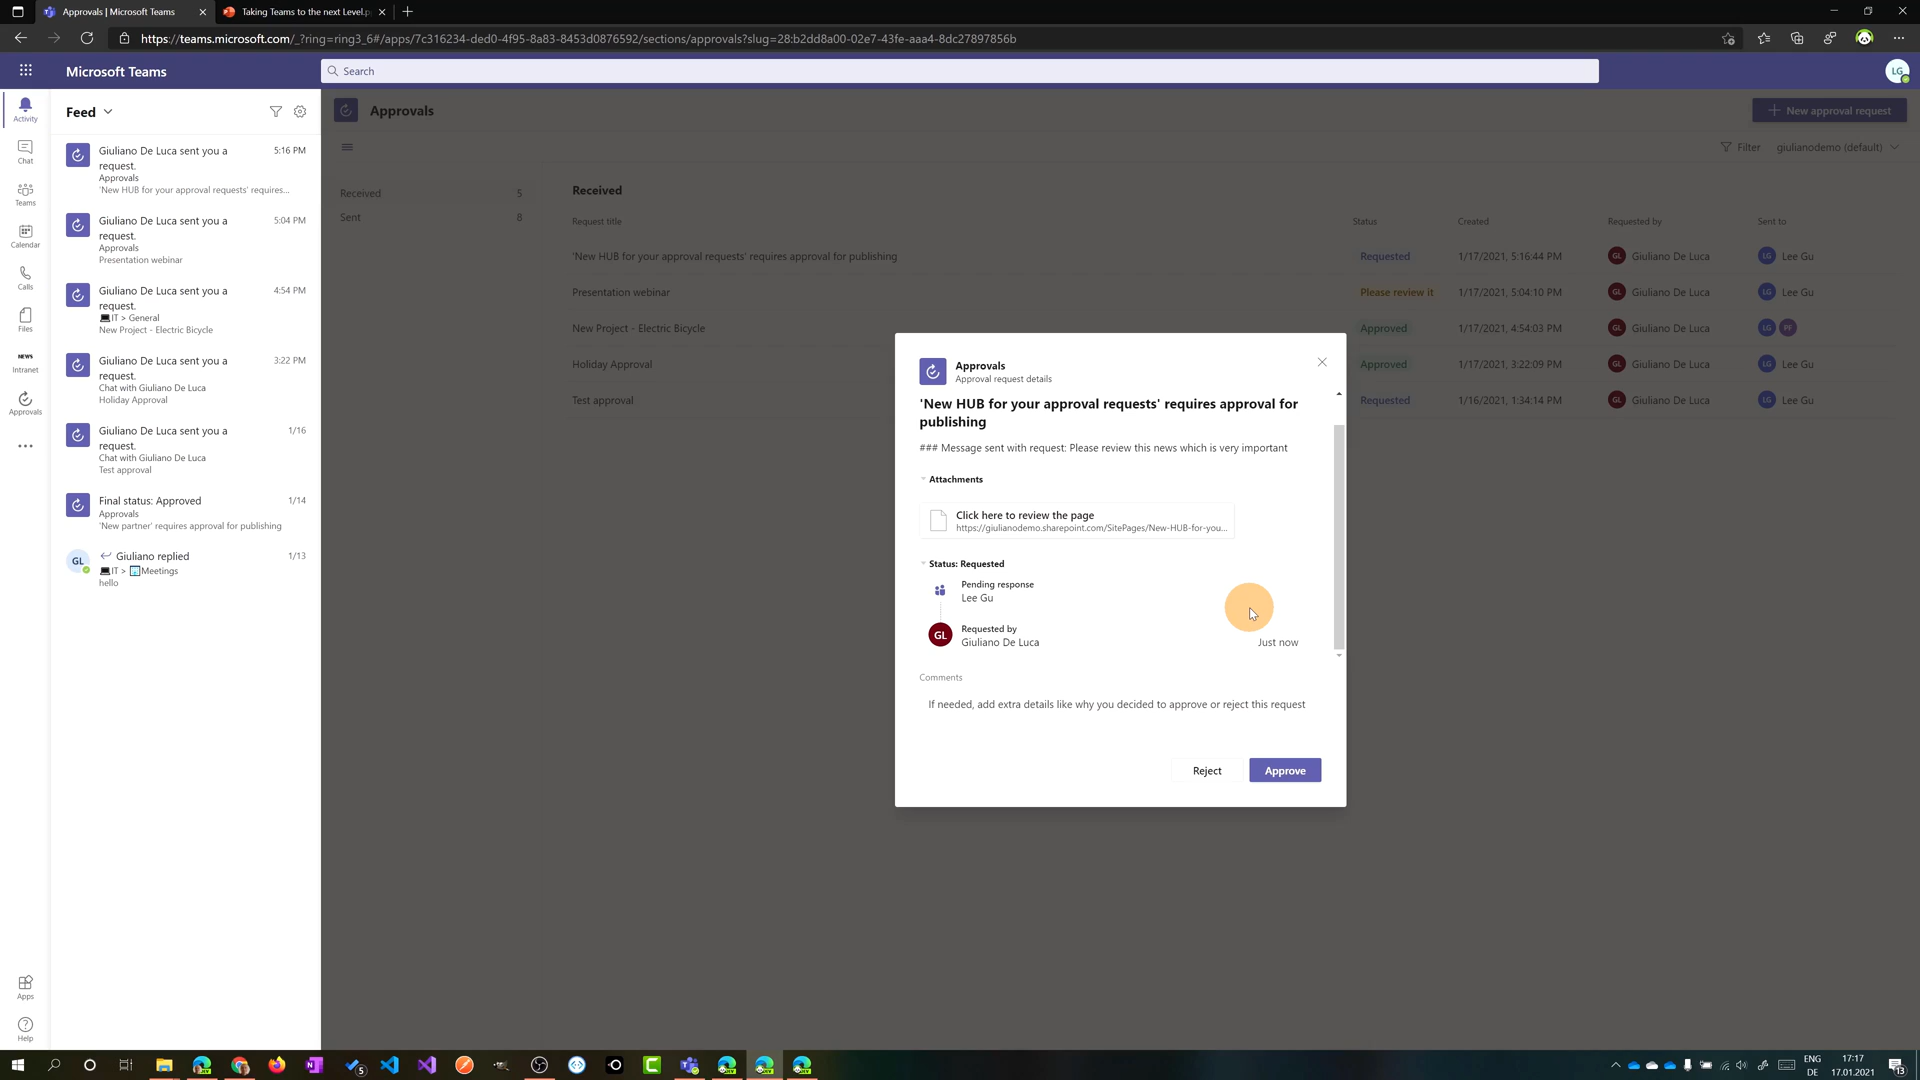 Approvals | Microsoft Teams
Taking Teams to the next Level.p
https://teams.microsoft.com/_?ring=ring3_6#/apps/7c316234-ded0-4f95-8a83-8453d0876592/sections/approvals?slug=28:b2dd8a00-02e7-43fe-aaa4-8dc27897856b
Microsoft Teams
Search
LG
Activity
Chat
Teams
Calendar
Calls
Files
NEWS
Intranet
Approvals
Apps
Help
Feed
Giuliano De Luca sent you a request.
5:16 PM
Approvals
'New HUB for your approval requests' requires...
Giuliano De Luca sent you a request.
5:04 PM
Approvals
Presentation webinar
Giuliano De Luca sent you a request.
4:54 PM
IT > General
New Project - Electric Bicycle
Giuliano De Luca sent you a request.
3:22 PM
Chat with Giuliano De Luca
Holiday Approval
Giuliano De Luca sent you a request.
1/16
Chat with Giuliano De Luca
Test approval
Final status: Approved
1/14
Approvals
'New partner' requires approval for publishing
GL
Giuliano replied
1/13
IT > Meetings
hello
Approvals
New approval request
Filter
giulianodemo (default)
Received 5
Sent 8
Received
Request title Status Created Requested by Sent to
'New HUB for your approval requests' requires approval for publishing Requested 1/17/2021, 5:16:44 PM GL Giuliano De Luca LG Lee Gu
Presentation webinar Please review it 1/17/2021, 5:04:10 PM GL Giuliano De Luca LG Lee Gu
New Project - Electric Bicycle Approved 1/17/2021, 4:54:03 PM GL Giuliano De Luca LG PF
Holiday Approval Approved 1/17/2021, 3:22:09 PM GL Giuliano De Luca LG Lee Gu
Test approval Requested 1/16/2021, 1:34:14 PM GL Giuliano De Luca LG Lee Gu
Approvals
Approval request details
'New HUB for your approval requests' requires approval for
publishing
### Message sent with request: Please review this news which is very important
Attachments
Click here to review the page
https://giulianodemo.sharepoint.com/SitePages/New-HUB-for-you...
Status: Requested
Pending response
Lee Gu
GL
Requested by
Giuliano De Luca
Just now
Comments
If needed, add extra details like why you decided to approve or reject this request
Reject
Approve
5
ENG
DE
17:17
17.01.2021
13